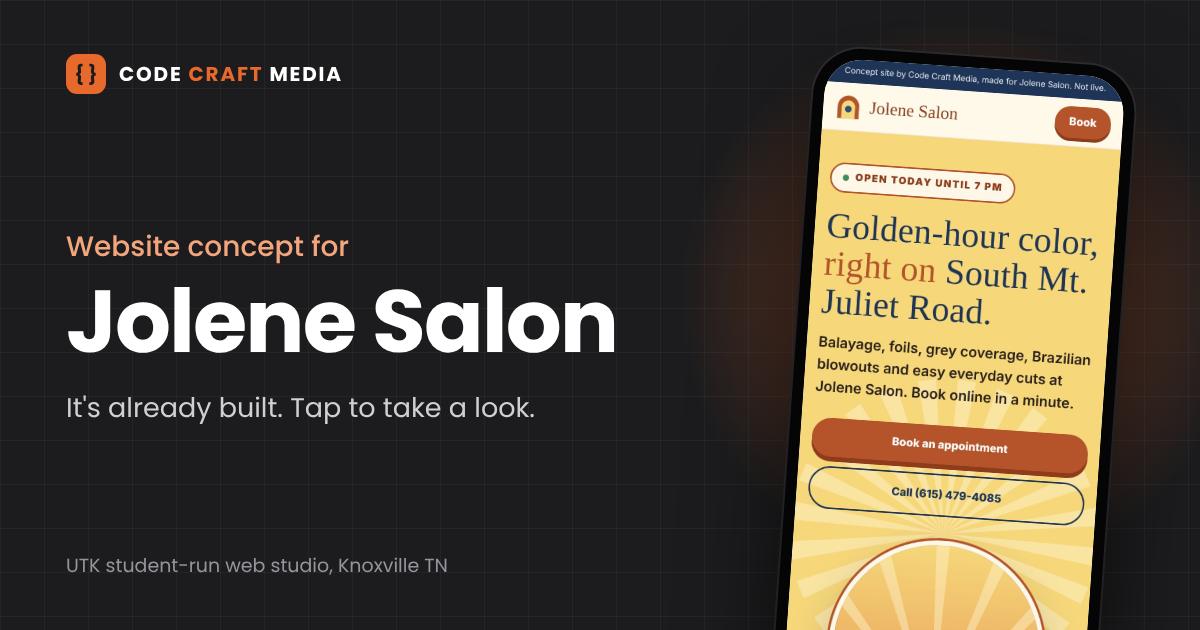 { } CODE CRAFT MEDIA
Website concept for
Jolene Salon
It's already built. Tap to take a look.
UTK student-run web studio, Knoxville TN
Concept site by Code Craft Media, made for Jolene Salon. Not live.
Jolene Salon
Book
OPEN TODAY UNTIL 7 PM
Golden-hour color,
right on South Mt.
Juliet Road.
Balayage, foils, grey coverage, Brazilian
blowouts and easy everyday cuts at
Jolene Salon. Book online in a minute.
Book an appointment
Call (615) 479-4085